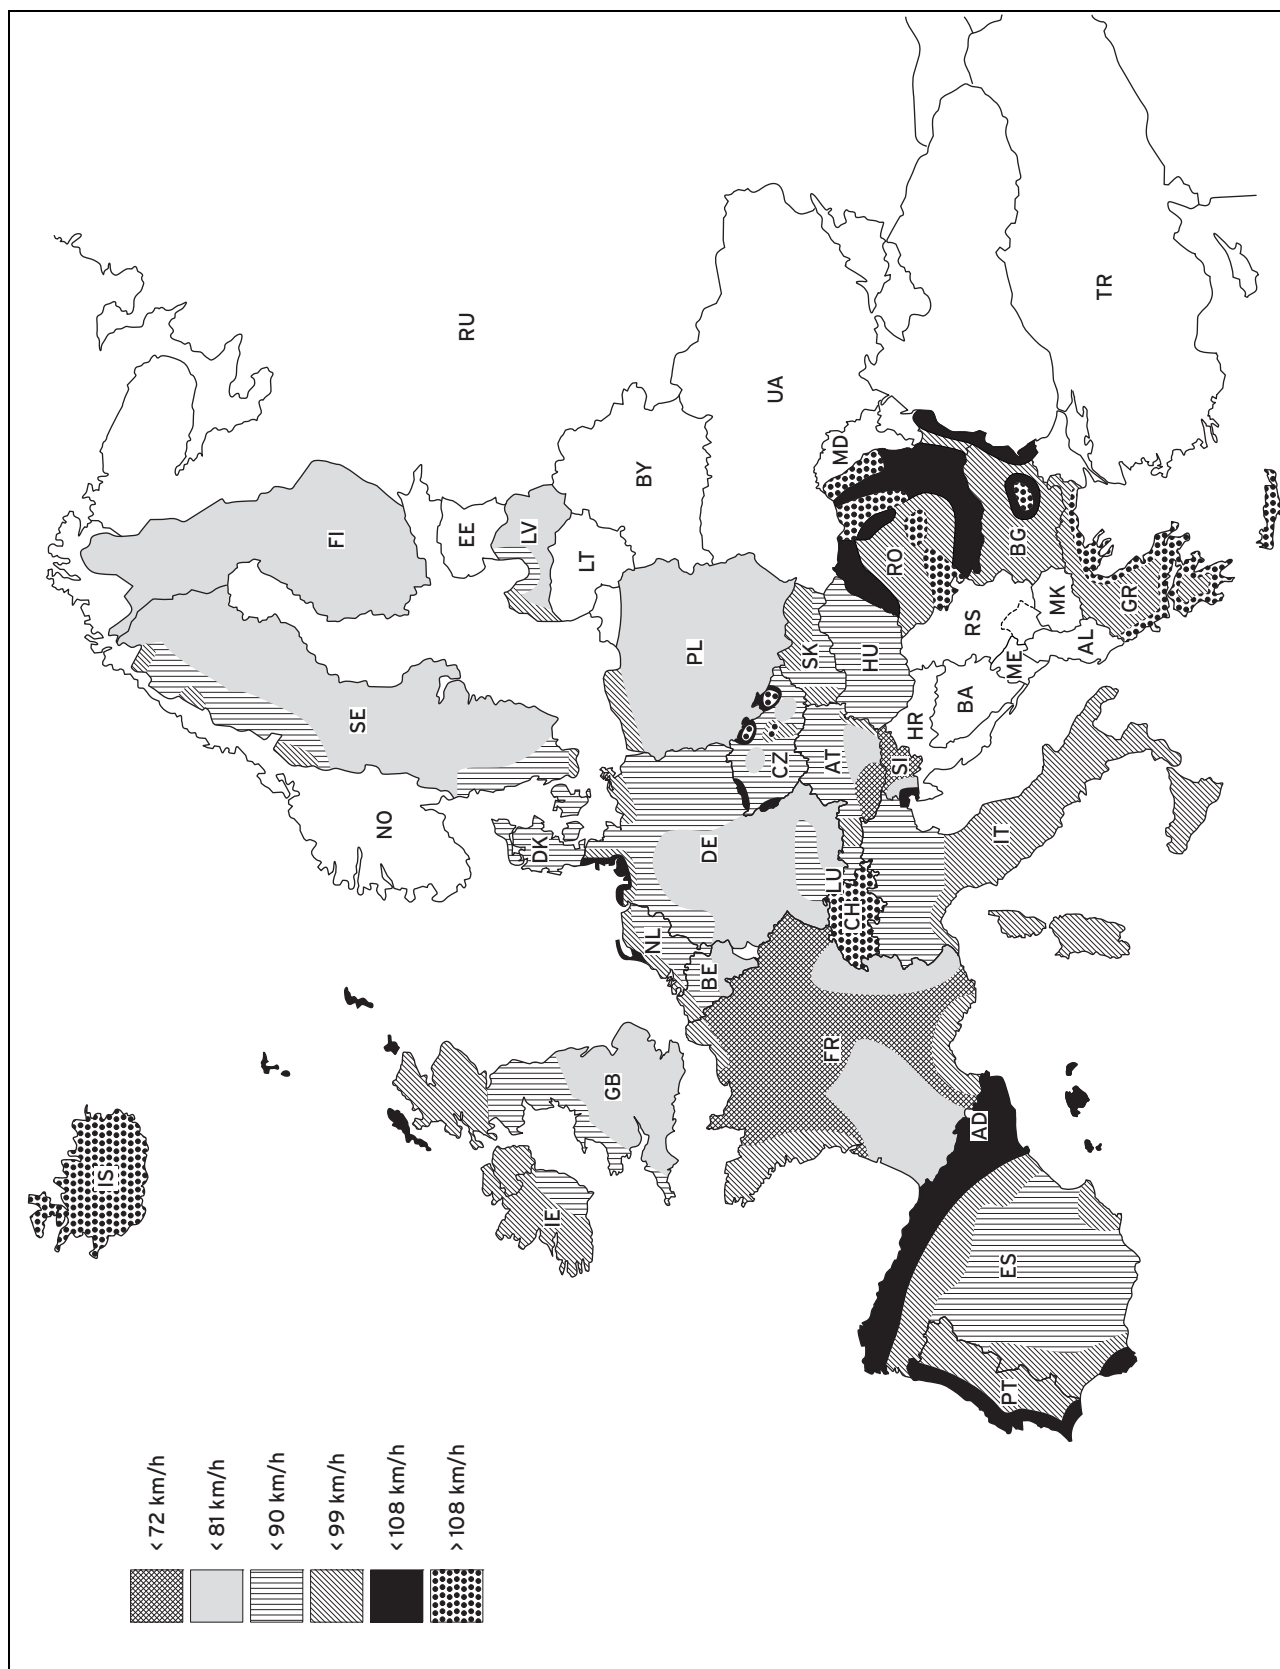 < 72 km/h
< 81 km/h
< 90 km/h
< 99 km/h
<108 km/h
>108 km/h
IS
NO
SE
FI
RU
EE
LV
LT
BY
DK
IE
GB
NL
BE
DE
PL
UA
LU
CZ
SK
MD
FR
CH
AT
HU
RO
SI
HR
BA
RS
ME
BG
MK
AL
GR
TR
AD
IT
ES
PT